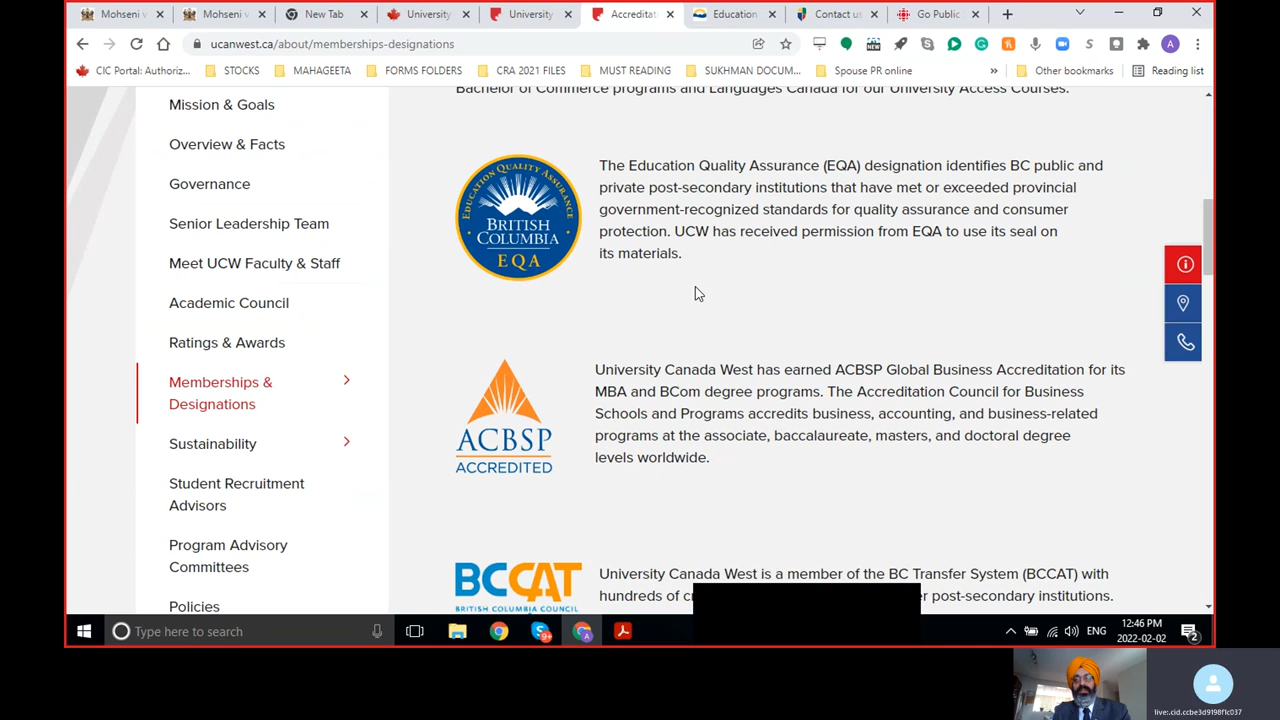 Mohseni v
Mohseni v
New Tab
University
University
Accreditat
Education
Contact us
Go Public
ucanwest.ca/about/memberships-designations
NEW
A
CIC Portal: Authoriz...
STOCKS
MAHAGEETA
FORMS FOLDERS
CRA 2021 FILES
MUST READING
SUKHMAN DOCUM...
Spouse PR online
Other bookmarks
Reading list
Mission & Goals
Overview & Facts
Governance
Senior Leadership Team
Meet UCW Faculty & Staff
Academic Council
Ratings & Awards
Memberships &
Designations
Sustainability
Student Recruitment
Advisors
Program Advisory
Committees
Policies
Bachelor of Commerce programs and Languages Canada for our University Access Courses.
EDUCATION QUALITY ASSURANCE
BRITISH
COLUMBIA
EQA
The Education Quality Assurance (EQA) designation identifies BC public and
private post-secondary institutions that have met or exceeded provincial
government-recognized standards for quality assurance and consumer
protection. UCW has received permission from EQA to use its seal on
its materials.
ACBSP
ACCREDITED
University Canada West has earned ACBSP Global Business Accreditation for its
MBA and BCom degree programs. The Accreditation Council for Business
Schools and Programs accredits business, accounting, and business-related
programs at the associate, baccalaureate, masters, and doctoral degree
levels worldwide.
BCCAT
BRITISH COLUMBIA COUNCIL
University Canada West is a member of the BC Transfer System (BCCAT) with
hundreds of post-secondary institutions.
Type here to search
ENG
12:46 PM
2022-02-02
2
live:.cid.ccbe3d9198f1c037